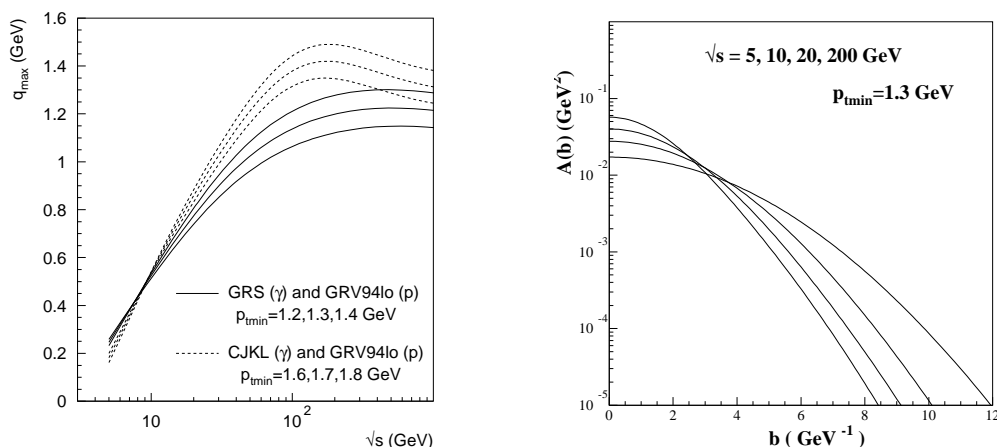 q_max (GeV)
1.6
1.4
1.2
1
0.8
0.6
0.4
0.2
0
GRS (γ) and GRV94lo (p)
p_tmin=1.2,1.3,1.4 GeV
CJKL (γ) and GRV94lo (p)
p_tmin=1.6,1.7,1.8 GeV
10
10^2
√s (GeV)
A(b) (GeV^2)
√s = 5, 10, 20, 200 GeV
p_tmin=1.3 GeV
10^-1
10^-2
10^-3
10^-4
10^-5
0 2 4 6 8 10 12
b ( GeV^-1 )